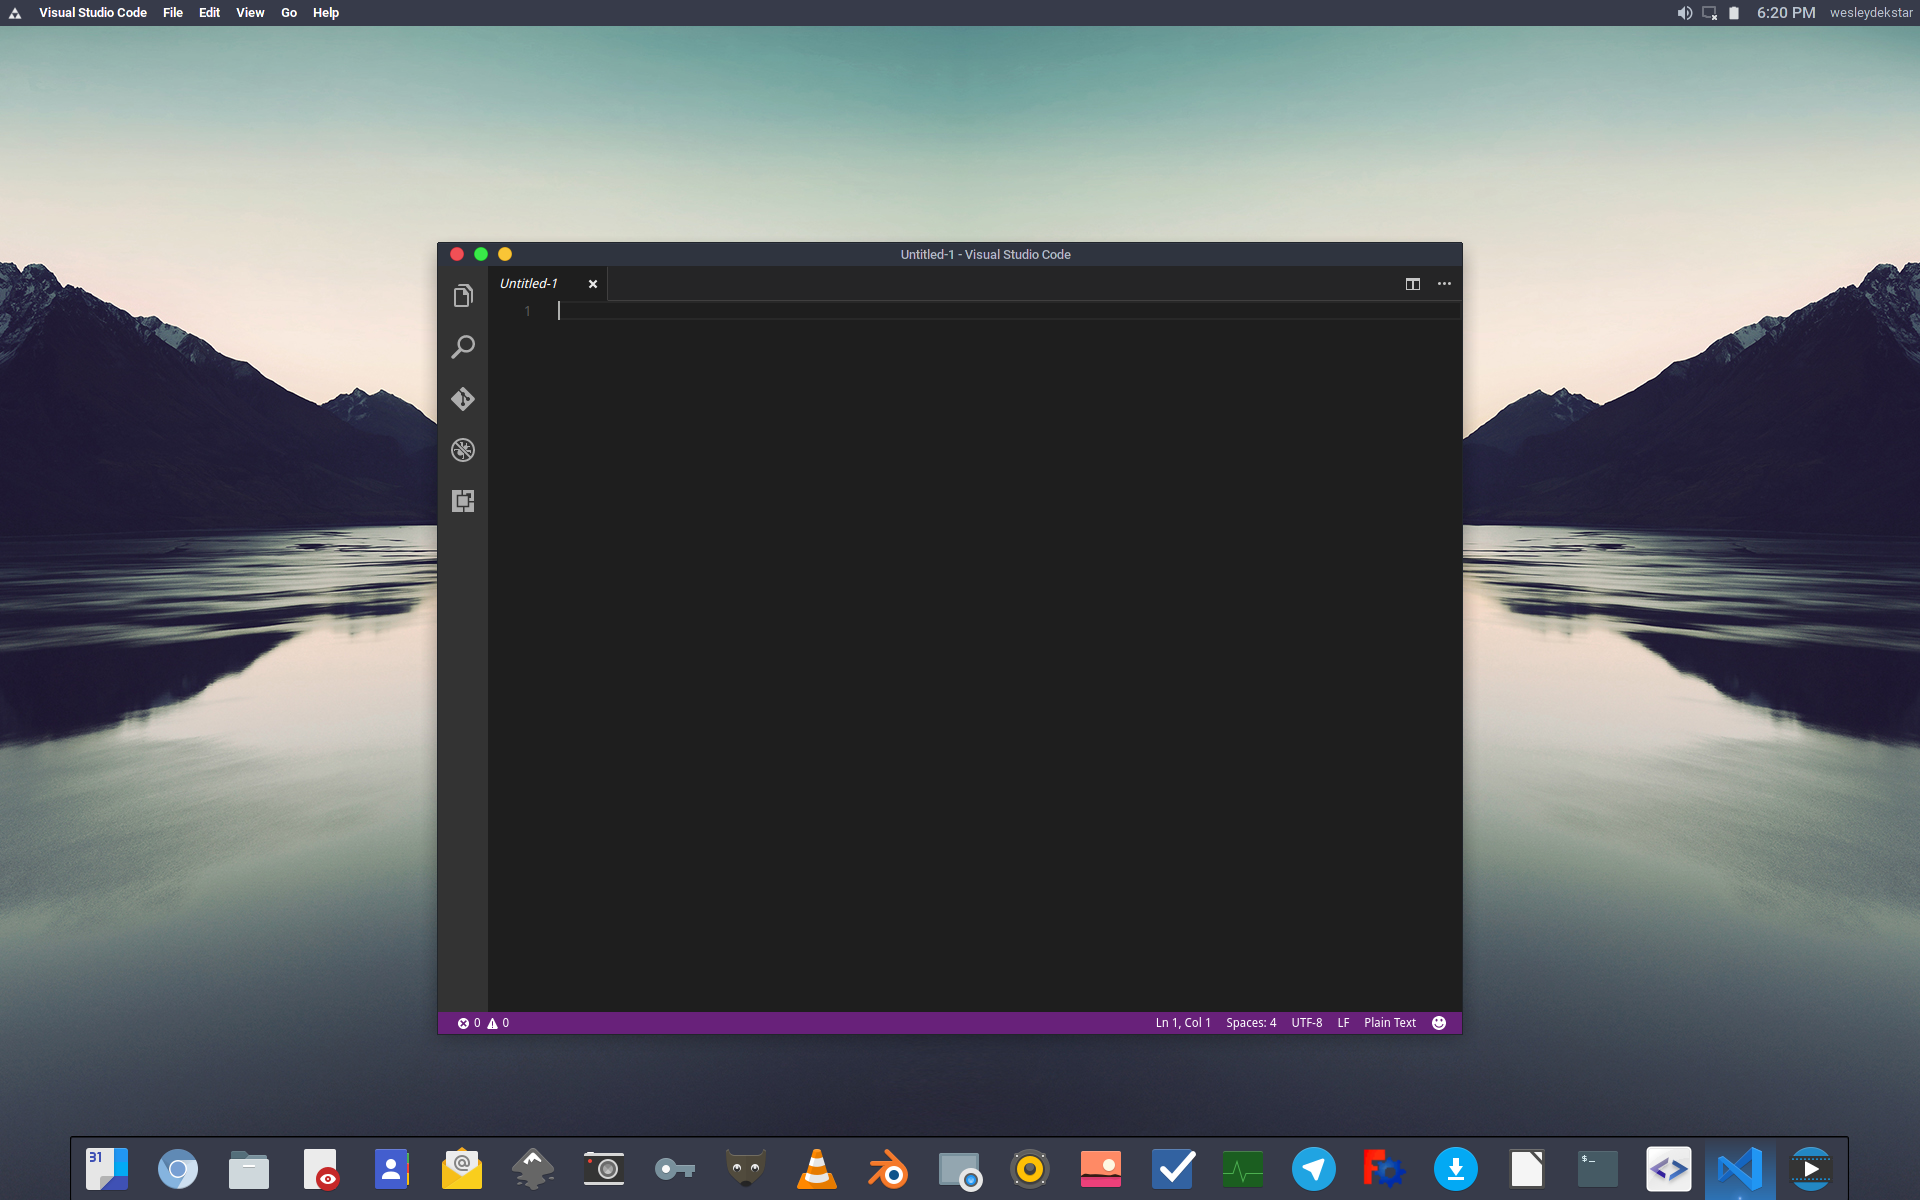 Visual Studio Code File Edit View Go Help 6:20 PM wesleydekstar
Untitled-1 - Visual Studio Code
Untitled-1
1
0 0 Ln 1, Col 1 Spaces: 4 UTF-8 LF Plain Text
31 @ $_ <>